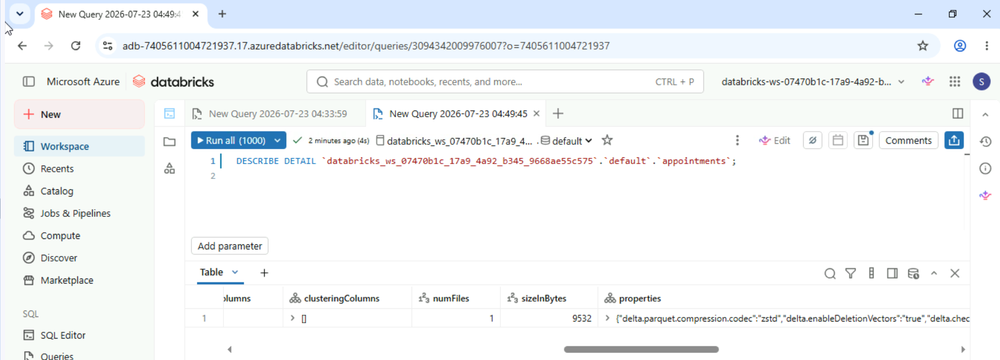 New Query 2026-07-23 04:49:4
adb-7405611004721937.17.azuredatabricks.net/editor/queries/3094342009976007?o=7405611004721937
Microsoft Azure databricks Search data, notebooks, recents, and more... CTRL + P databricks-ws-07470b1c-17a9-4a92-b... S
New
New Query 2026-07-23 04:33:59 New Query 2026-07-23 04:49:45
Run all (1000) 2 minutes ago (4s) databricks_ws_07470b1c_17a9_4... . default Edit Comments
1 DESCRIBE DETAIL `databricks_ws_07470b1c_17a9_4a92_b345_9668ae55c575`.`default`.`appointments`;
2
Workspace
Recents
Catalog
Jobs & Pipelines
Compute
Discover
Marketplace
SQL
SQL Editor
Queries
Add parameter
Table
olumns clusteringColumns numFiles sizeInBytes properties
1 [] 1 9532 {"delta.parquet.compression.codec":"zstd","delta.enableDeletionVectors":"true","delta.chec